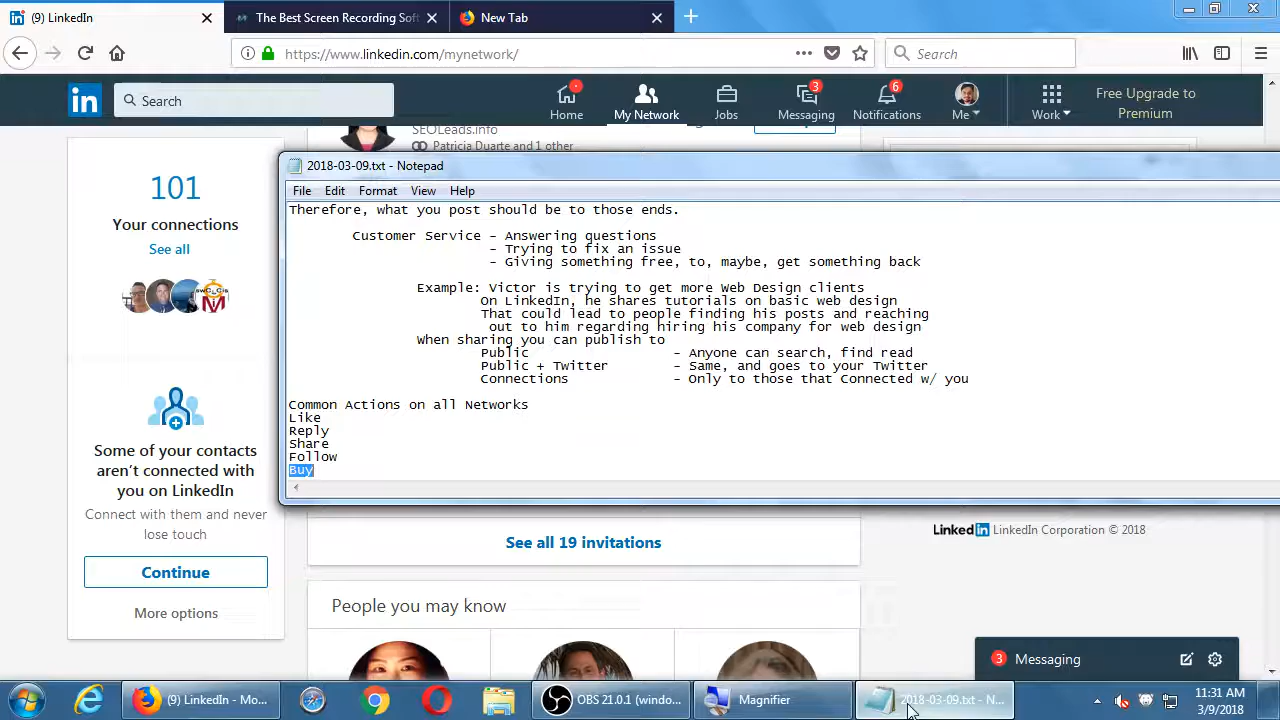 (9) LinkedIn
The Best Screen Recording Soft
New Tab
https://www.linkedin.com/mynetwork/
Search
in
Search
Home
My Network
Jobs
3
Messaging
6
Notifications
Me
Work
Free Upgrade to
Premium
SEOLeads.info
Patricia Duarte and 1 other
101
Your connections
See all
Some of your contacts
aren't connected with
you on LinkedIn
Connect with them and never
lose touch
Continue
More options
2018-03-09.txt - Notepad
File Edit Format View Help
Therefore, what you post should be to those ends.
Customer Service - Answering questions
- Trying to fix an issue
- Giving something free, to, maybe, get something back
Example: Victor is trying to get more Web Design clients
On LinkedIn, he shares tutorials on basic web design
That could lead to people finding his posts and reaching
out to him regarding hiring his company for web design
When sharing you can publish to
Public - Anyone can search, find read
Public + Twitter - Same, and goes to your Twitter
Connections - Only to those that Connected w/ you
Common Actions on all Networks
Like
Reply
Share
Follow
Buy
See all 19 invitations
People you may know
Linked in LinkedIn Corporation © 2018
3 Messaging
(9) LinkedIn - Mo...
OBS 21.0.1 (windo...
Magnifier
2018-03-09.txt - N...
11:31 AM
3/9/2018